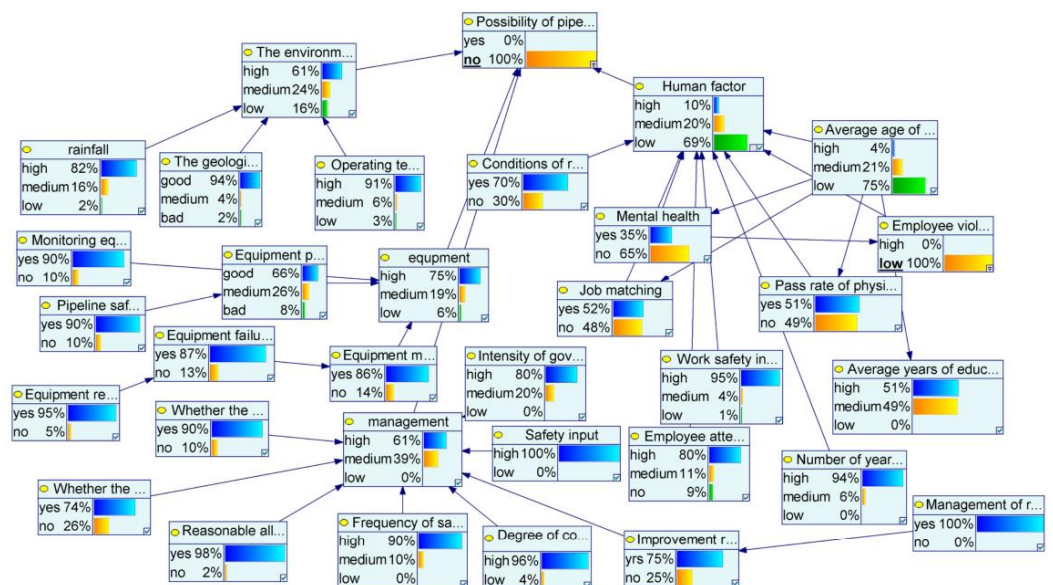 Possibility of pipe...
yes 0%
no 100%
The environm...
high 61%
medium 24%
low 16%
Human factor
high 10%
medium 20%
low 69%
Average age of ...
high 4%
medium 21%
low 75%
rainfall
high 82%
medium 16%
low 2%
The geologi...
good 94%
medium 4%
bad 2%
Operating te...
high 91%
medium 6%
low 3%
Conditions of r...
yes 70%
no 30%
Mental health
yes 35%
no 65%
Employee viol...
high 0%
low 100%
Monitoring eq...
yes 90%
no 10%
Equipment p...
good 66%
medium 26%
bad 8%
equpment
high 75%
medium 19%
low 6%
Job matching
yes 52%
no 48%
Pass rate of physi...
yes 51%
no 49%
Pipeline saf...
yes 90%
no 10%
Equipment failu...
yes 87%
no 13%
Equipment m...
yes 86%
no 14%
Intensity of gov...
high 80%
medium 20%
low 0%
Work safety in...
high 95%
medium 4%
low 1%
Average years of educ...
high 51%
medium 49%
low 0%
Equipment re...
yes 95%
no 5%
Whether the ...
yes 90%
no 10%
management
high 61%
medium 39%
low 0%
Safety input
high 100%
low 0%
Employee atte...
high 80%
medium 11%
no 9%
Number of year...
high 94%
medium 6%
low 0%
Whether the ...
yes 74%
no 26%
Reasonable all...
yes 98%
no 2%
Frequency of sa...
high 90%
medium 10%
low 0%
Degree of co...
high 96%
low 4%
Improvement r...
yrs 75%
no 25%
Management of r...
yes 100%
no 0%